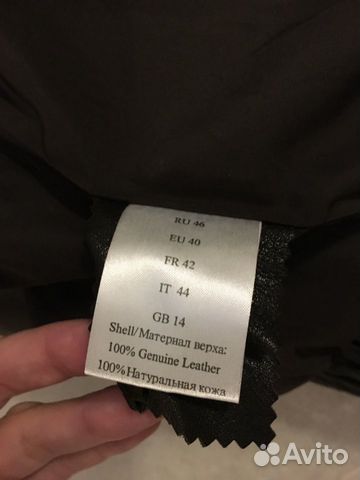 RU 46
EU 40
FR 42
IT 44
GB 14
Shell/Материал верха:
100% Genuine Leather
100%Натуральная кожа
Avito